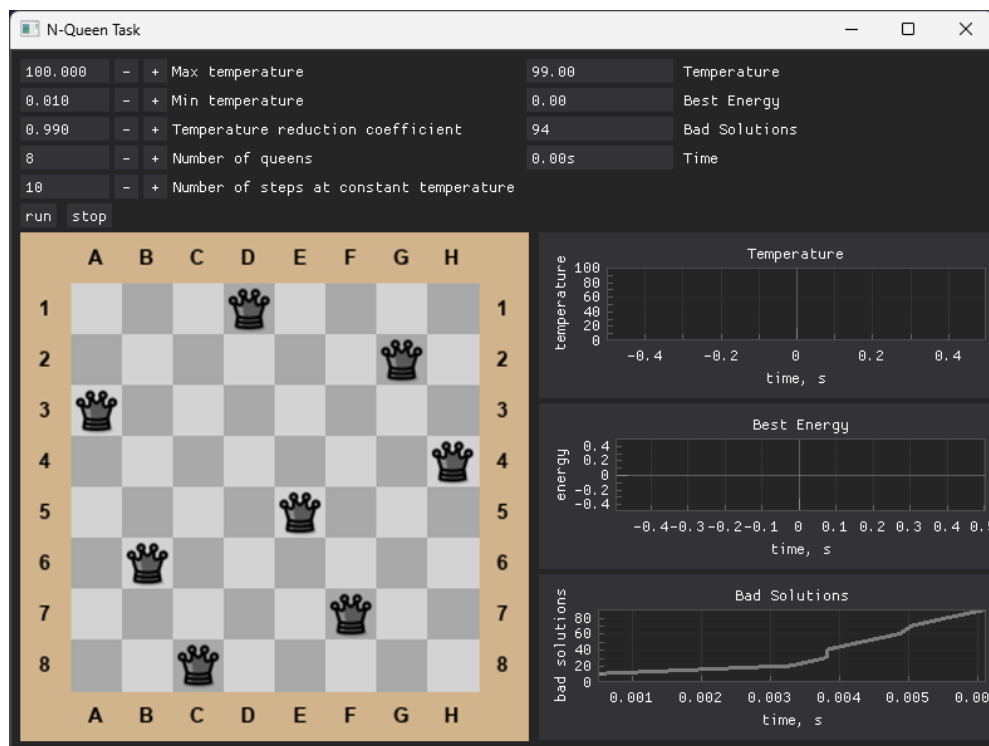 N-Queen Task
100.000 - + Max temperature 99.00 Temperature
0.010 - + Min temperature 0.00 Best Energy
0.990 - + Temperature reduction coefficient 94 Bad Solutions
8 - + Number of queens 0.00s Time
10 - + Number of steps at constant temperature
run stop
A B C D E F G H
1 1
2 2
3 3
4 4
5 5
6 6
7 7
8 8
A B C D E F G H
Temperature
temperature
100
80
60
40
20
0
-0.4 -0.2 0 0.2 0.4
time, s
Best Energy
energy
0.4
0.2
0
-0.2
-0.4
-0.4 -0.3 -0.2 -0.1 0 0.1 0.2 0.3 0.4
time, s
Bad Solutions
bad solutions
80
60
40
20
0
0.001 0.002 0.003 0.004 0.005
time, s